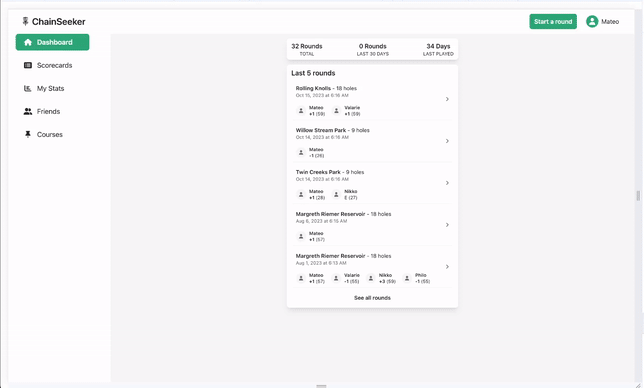 ChainSeeker
Start a round
Mateo
Dashboard
Scorecards
My Stats
Friends
Courses
32 Rounds
TOTAL
0 Rounds
LAST 30 DAYS
34 Days
LAST PLAYED
Last 5 rounds
Rolling Knolls - 18 holes
Oct 15, 2023 at 6:16 AM
Mateo
+1 (59)
Valarie
+1 (59)
Willow Stream Park - 9 holes
Oct 14, 2023 at 6:16 AM
Mateo
-1 (26)
Twin Creeks Park - 9 holes
Oct 14, 2023 at 6:16 AM
Mateo
+1 (28)
Nikko
E (27)
Margreth Riemer Reservoir - 18 holes
Aug 6, 2023 at 6:15 AM
Mateo
+1 (57)
Margreth Riemer Reservoir - 18 holes
Aug 1, 2023 at 6:13 AM
Mateo
+1 (57)
Valarie
-1 (55)
Nikko
+3 (59)
Philo
-1 (55)
See all rounds